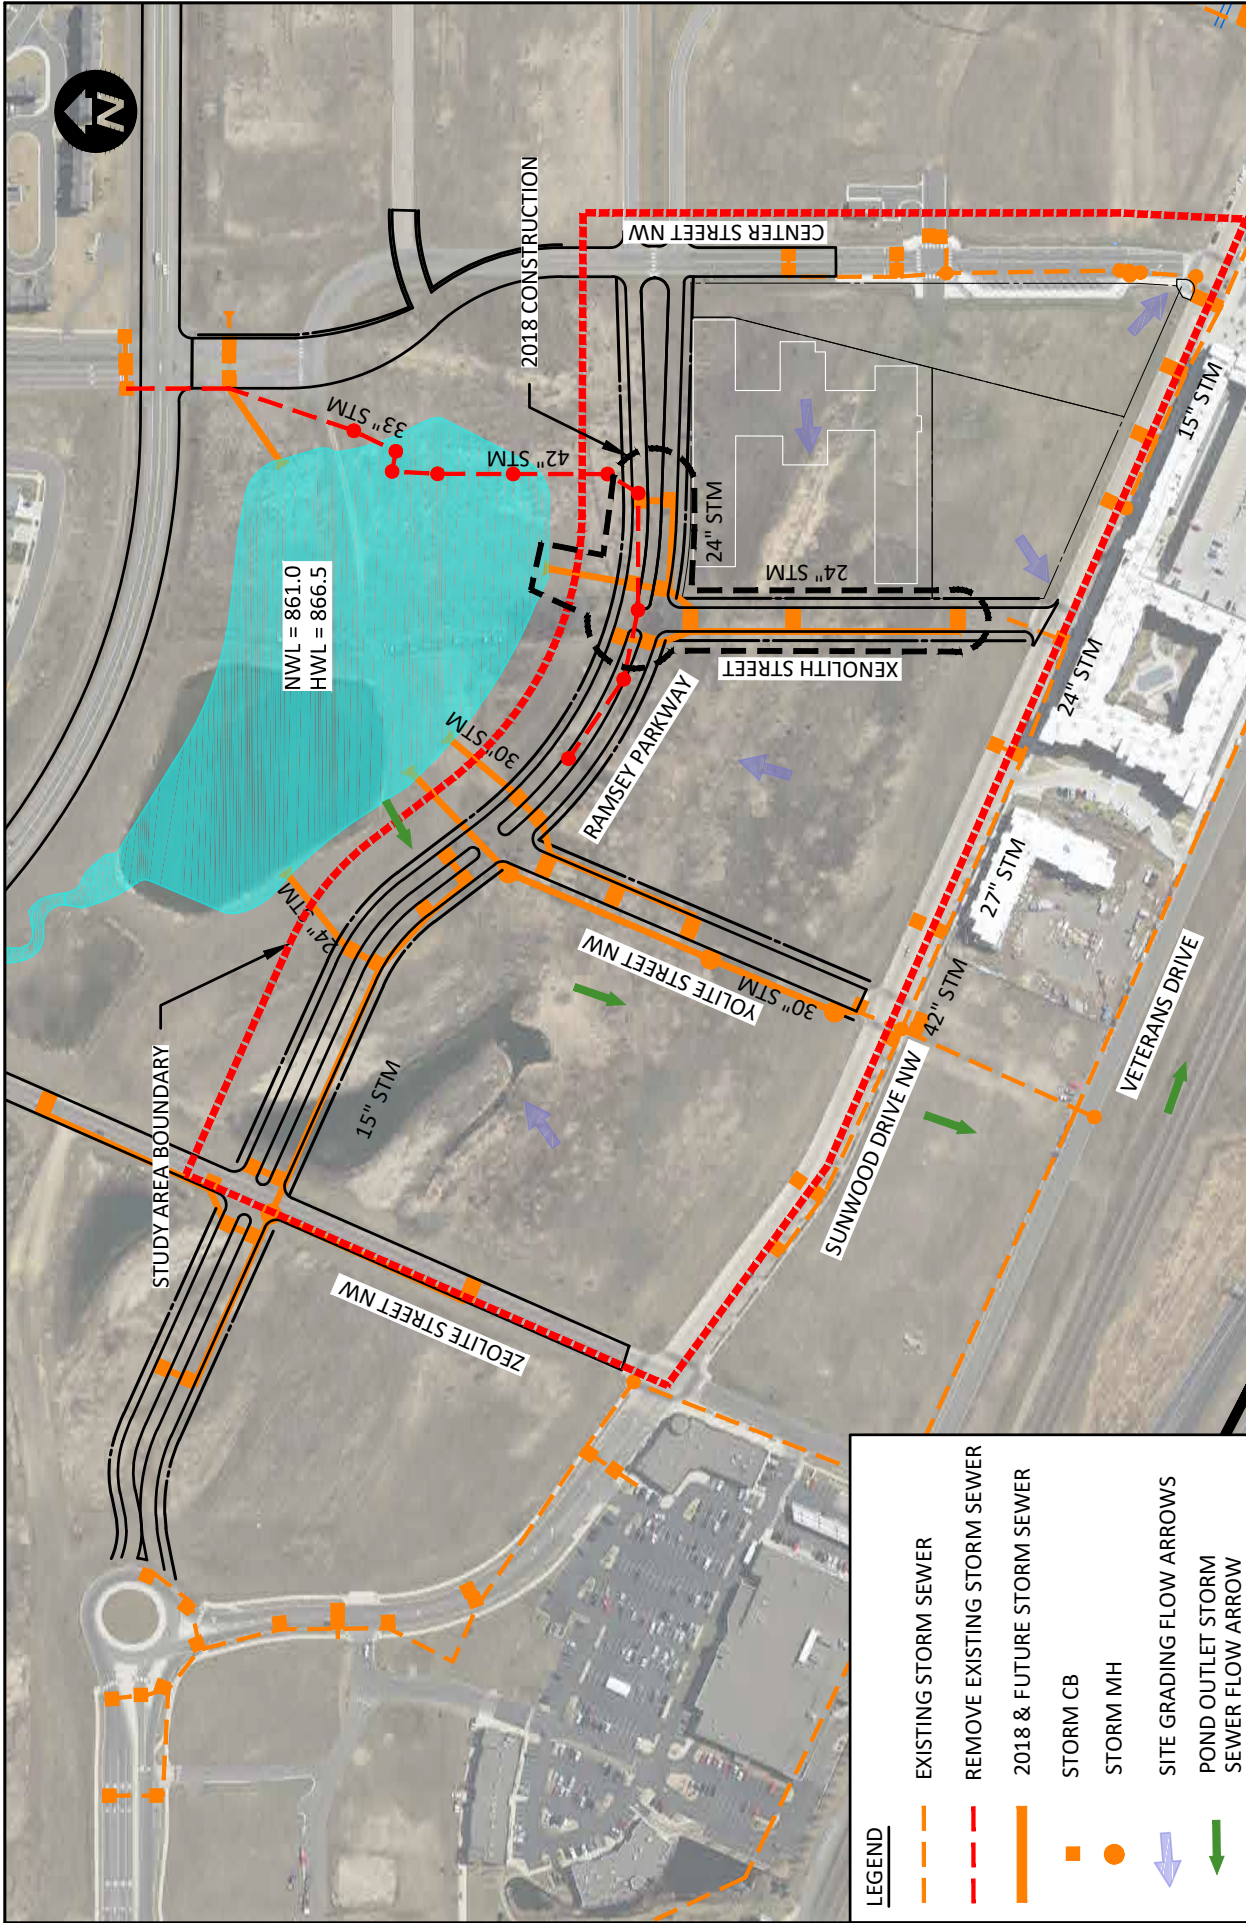 N
2018 CONSTRUCTION
CENTER STREET NW
33" STM
42" STM
NWL = 861.0
HWL = 866.5
24" STM
24" STM
15" STM
XENOLITH STREET
24" STM
30" STM
RAMSEY PARKWAY
27" STM
24" STM
YOLITE STREET NW
30" STM
42" STM
VETERANS DRIVE
STUDY AREA BOUNDARY
15" STM
SUNWOOD DRIVE NW
ZEOLITE STREET NW
LEGEND
EXISTING STORM SEWER
REMOVE EXISTING STORM SEWER
2018 & FUTURE STORM SEWER
STORM CB
STORM MH
SITE GRADING FLOW ARROWS
POND OUTLET STORM
SEWER FLOW ARROW